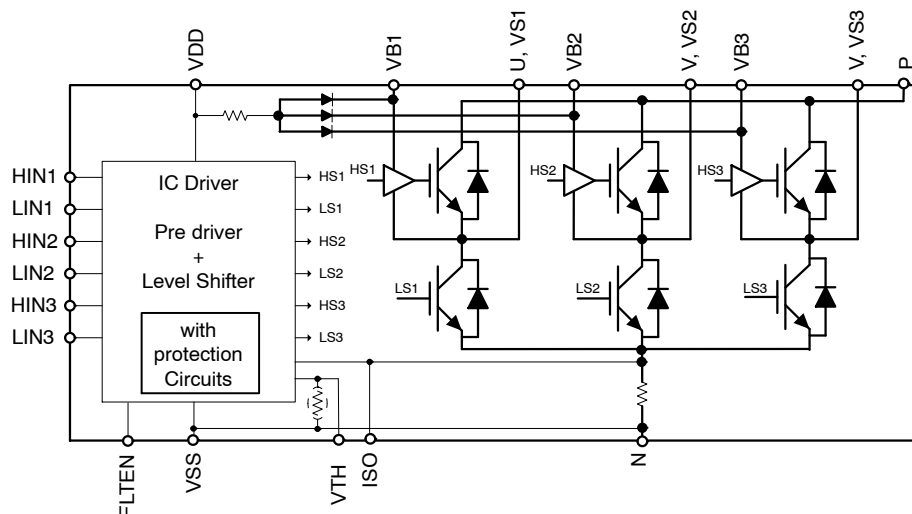 VDD
VB1
U, VS1
VB2
V, VS2
VB3
V, VS3
P
HIN1
LIN1
HIN2
LIN2
HIN3
LIN3
IC Driver
Pre driver
+
Level Shifter
with
protection
Circuits
HS1
LS1
HS2
LS2
HS3
LS3
HS1
HS2
HS3
LS1
LS2
LS3
FLTEN
VSS
VTH
ISO
N